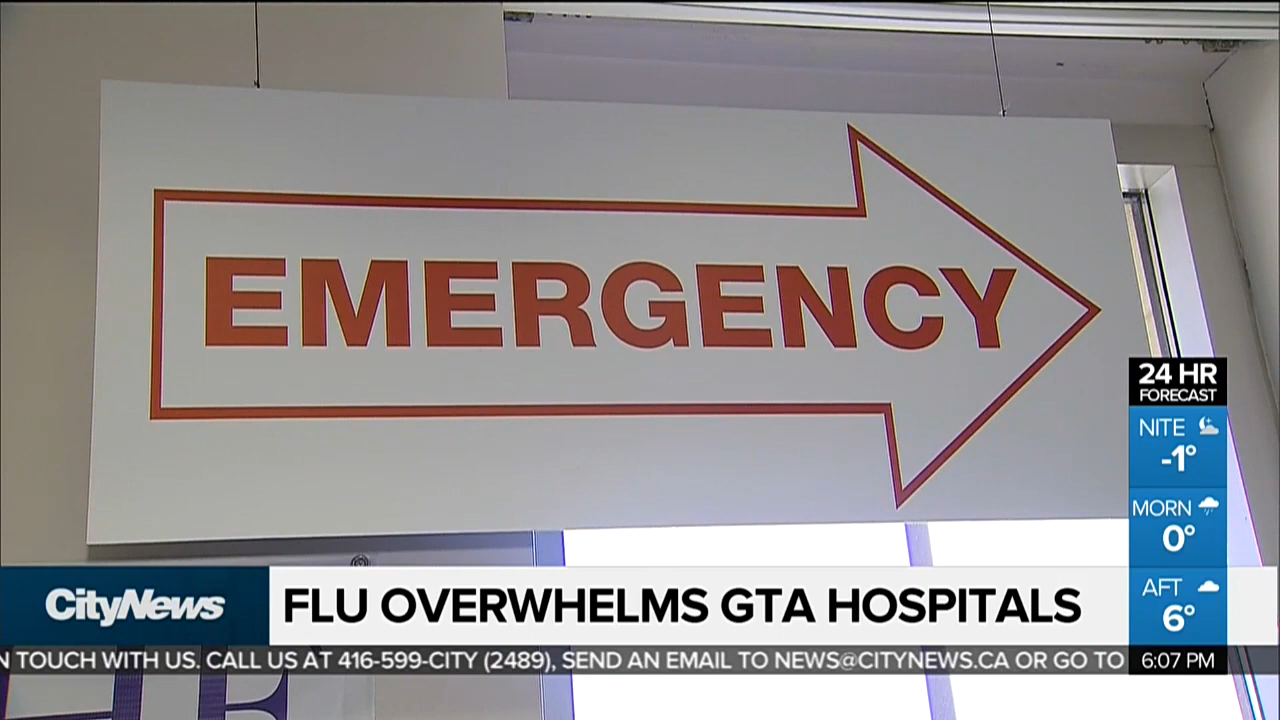 EMERGENCY
24 HR
FORECAST
NITE
-1°
MORN
0°
AFT
6°
CityNews
FLU OVERWHELMS GTA HOSPITALS
N TOUCH WITH US. CALL US AT 416-599-CITY (2489), SEND AN EMAIL TO NEWS@CITYNEWS.CA OR GO TO
6:07 PM